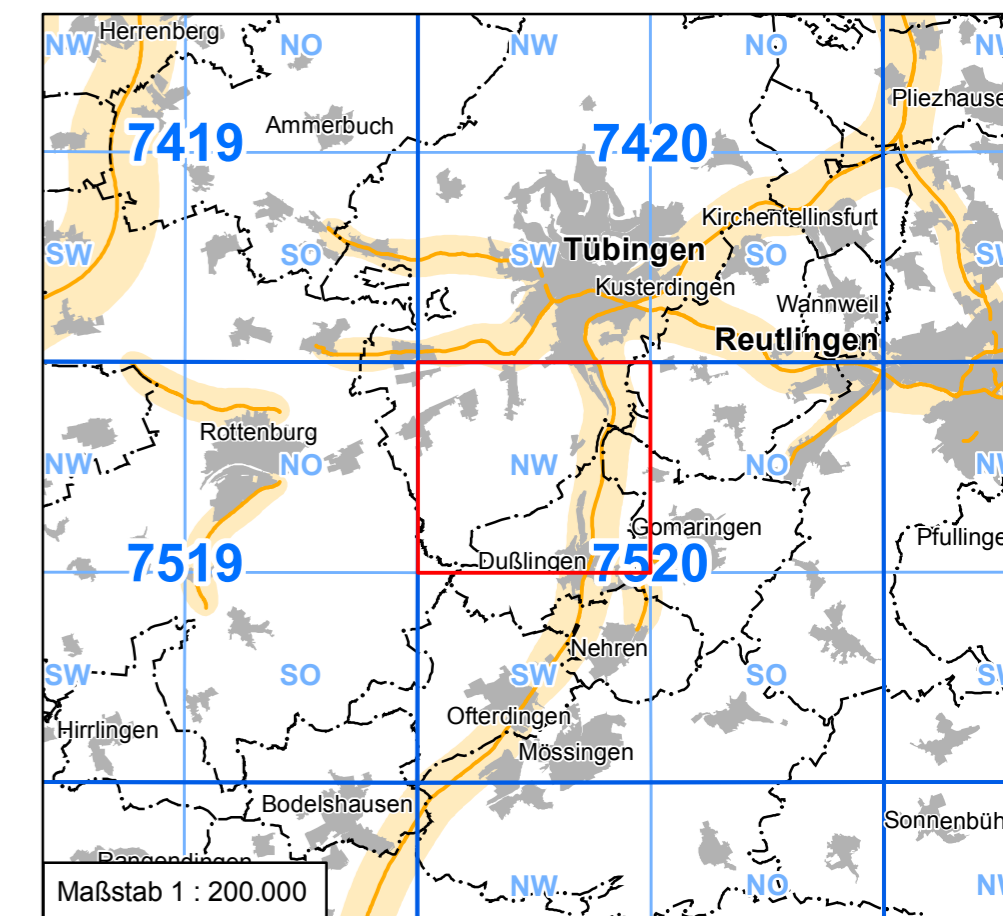 Herrenberg
NW
NO
NW
NO
NW
Pliezhause
Ammerbuch
7419
7420
Kirchentellinsfurt
SW
SO
SW
Tübingen
SO
SW
Kusterdingen
Wannweil
Reutlingen
Rottenburg
NW
NO
NW
NO
NW
Gomaringen
Pfullinge
7519
Dußlingen
7520
Nehren
SW
SO
SW
SO
SW
Ofterdingen
Hirrlingen
Mössingen
Bodelshausen
Sonnenbüh
Rangendingen
Maßstab 1 : 200.000
NW
NO
NW